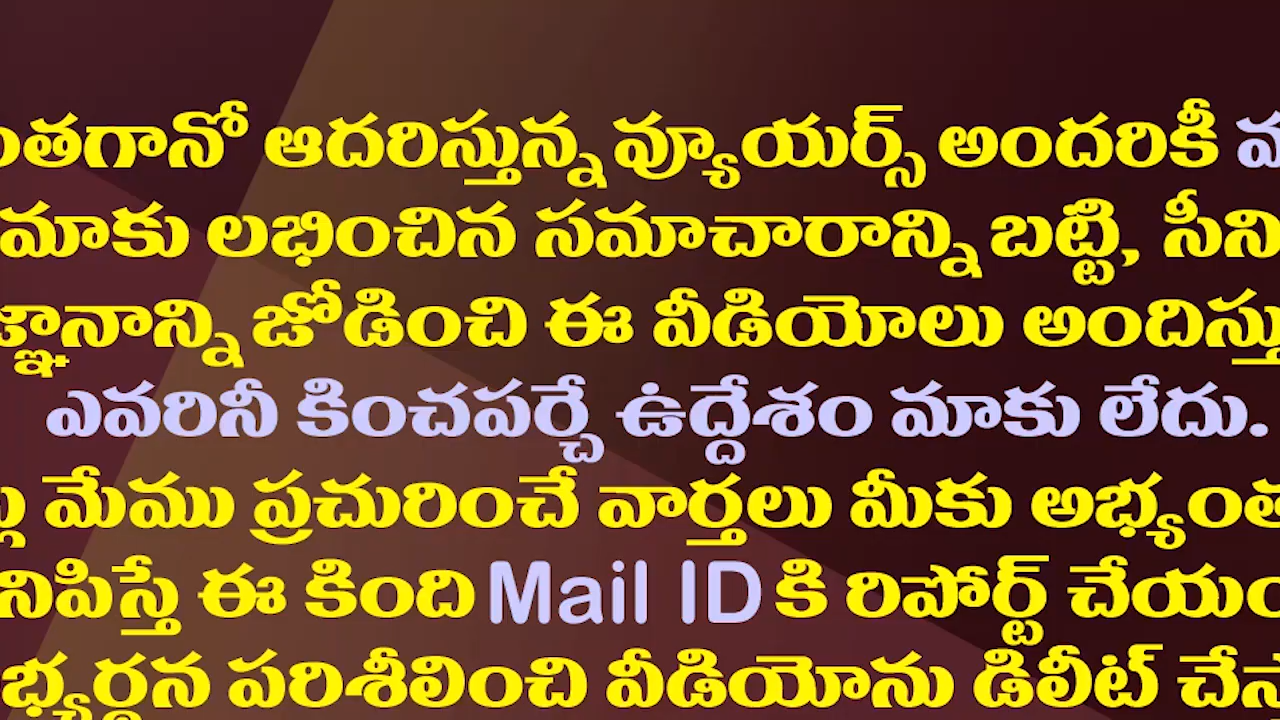 ఆదరిస్తున్న వ్యూయర్స్ అందరికీ
మాకు లభించిన సమాచారాన్ని బట్టి,
జోడించి ఈ వీడియోలు
ఎవరినీ కించపర్చే ఉద్దేశం మాకు లేదు.
మేము ప్రచురించే వార్తలు మీకు
ఈ కింది Mail ID కి రిపోర్ట్
పరిశీలించి వీడియోను డిలీట్